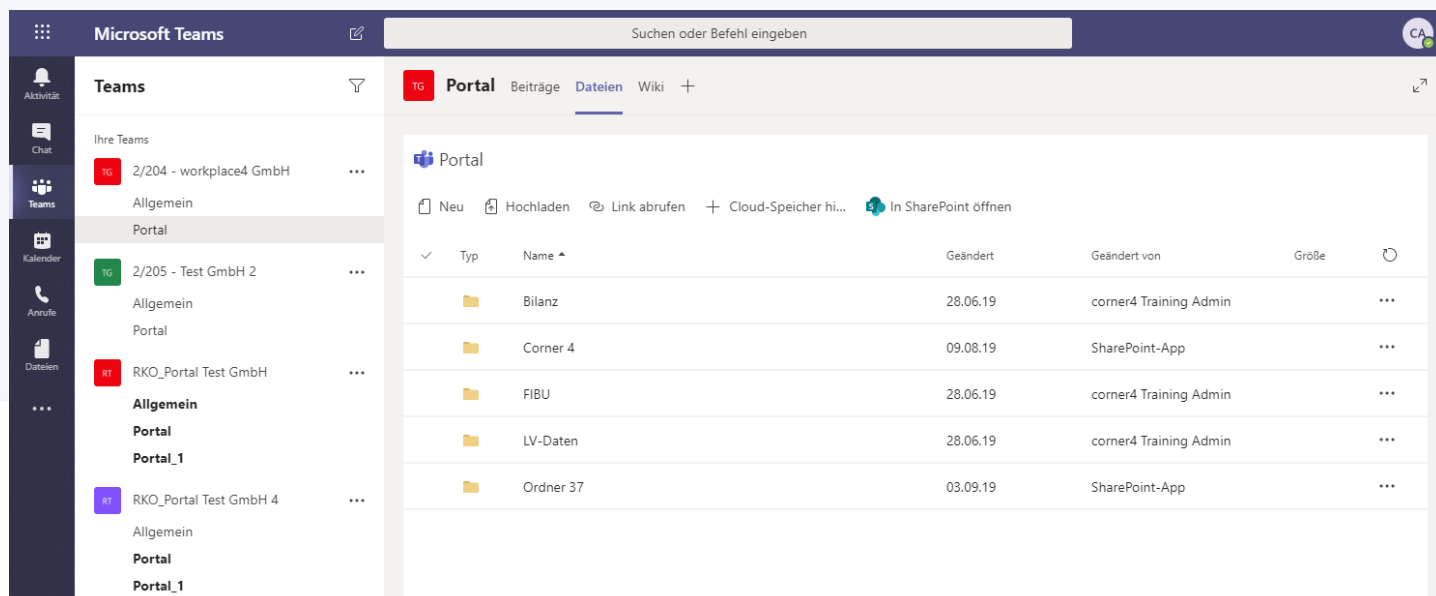 Microsoft Teams
Suchen oder Befehl eingeben
CA
Aktivität
Chat
Teams
Kalender
Anrufe
Dateien
Teams
Ihre Teams
TG 2/204 - workplace4 GmbH
Allgemein
Portal
TG 2/205 - Test GmbH 2
Allgemein
Portal
RT RKO_Portal Test GmbH
Allgemein
Portal
Portal_1
RT RKO_Portal Test GmbH 4
Allgemein
Portal
Portal_1
TG Portal Beiträge Dateien Wiki
Portal
Neu Hochladen Link abrufen Cloud-Speicher hi... In SharePoint öffnen
Typ Name Geändert Geändert von Größe
Bilanz 28.06.19 corner4 Training Admin
Corner 4 09.08.19 SharePoint-App
FIBU 28.06.19 corner4 Training Admin
LV-Daten 28.06.19 corner4 Training Admin
Ordner 37 03.09.19 SharePoint-App